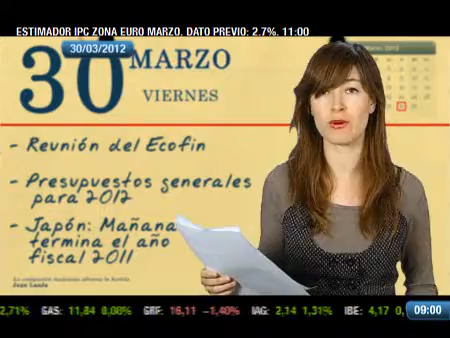 ESTIMADOR IPC ZONA EURO MARZO. DATO PREVIO: 2.7%. 11:00
30/03/2012
30 MARZO
VIERNES
- Reunión del Ecofin
- Presupuestos generales
para 2012
- Japón: Mañana
termina el año
fiscal 2011
2,71% GAS: 11,84 0,08% GRF: 16,11 -1,40% IAG: 2,14 1,31% IBE: 4,17 0,
09:00